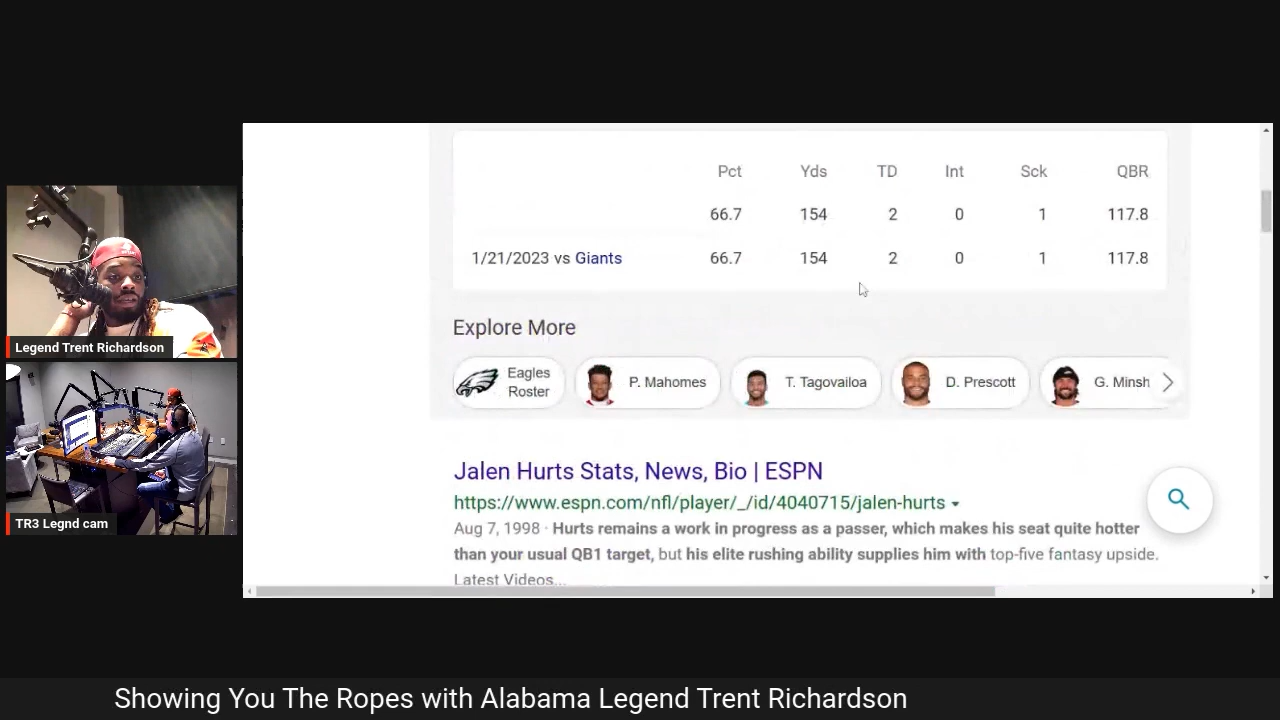 Pct Yds TD Int Sck QBR
66.7 154 2 0 1 117.8
1/21/2023 vs Giants 66.7 154 2 0 1 117.8
Explore More
Eagles
Roster
P. Mahomes
T. Tagovailoa
D. Prescott
G. Minsh
Jalen Hurts Stats, News, Bio | ESPN
https://www.espn.com/nfl/player/_/id/4040715/jalen-hurts
Aug 7, 1998 · Hurts remains a work in progress as a passer, which makes his seat quite hotter
than your usual QB1 target, but his elite rushing ability supplies him with top-five fantasy upside.
Latest Videos...
Legend Trent Richardson
TR3 Legnd cam
Showing You The Ropes with Alabama Legend Trent Richardson